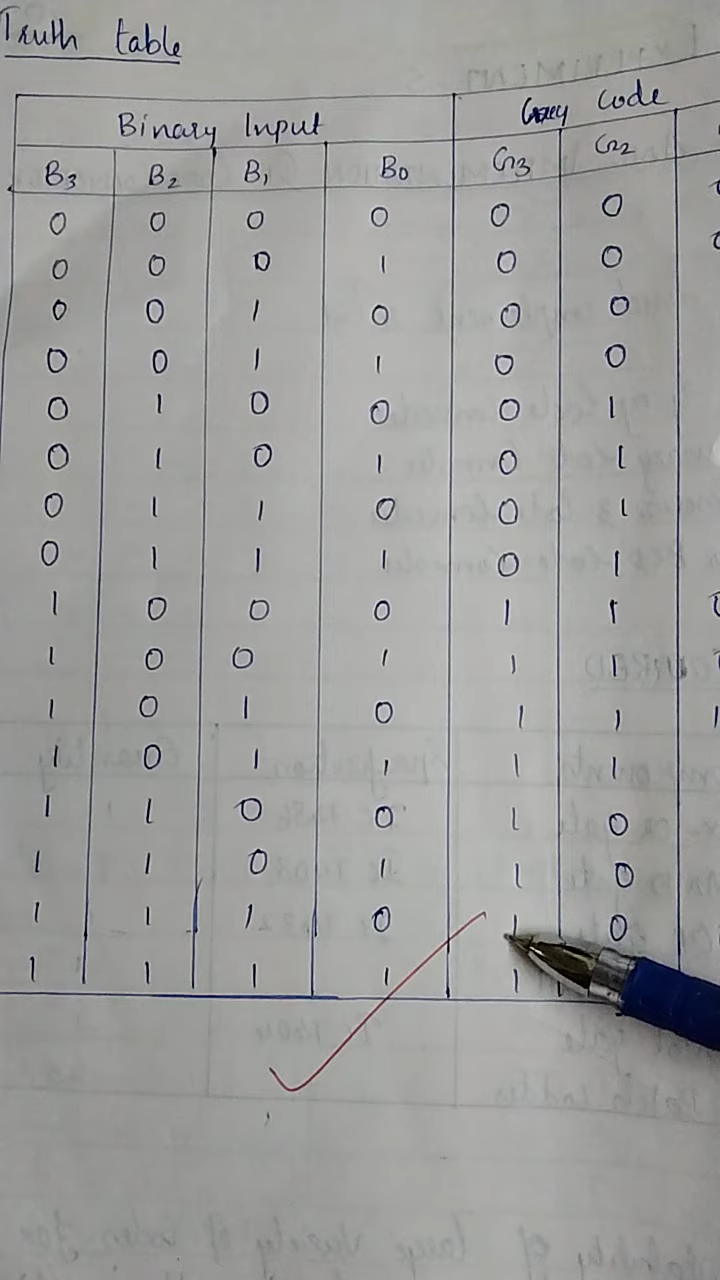 Truth table
Binary Input Grey Code
B3 B2 B1 B0 G3 G2
0 0 0 0 0 0
0 0 0 1 0 0
0 0 1 0 0 0
0 0 1 1 0 0
0 1 0 0 0 1
0 1 0 1 0 1
0 1 1 0 0 1
0 1 1 1 0 1
1 0 0 0 1 1
1 0 0 1 1 1
1 0 1 0 1 1 1
1 0 1 1 1 1
1 1 0 0 1 0
1 1 0 1 1 0
1 1 1 0 1 0
1 1 1 1 1